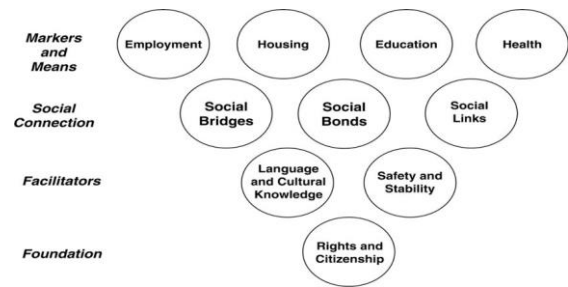 Markers
and
Means
Employment
Housing
Education
Health
Social
Connection
Social
Bridges
Social
Bonds
Social
Links
Facilitators
Language
and Cultural
Knowledge
Safety and
Stability
Foundation
Rights and
Citizenship